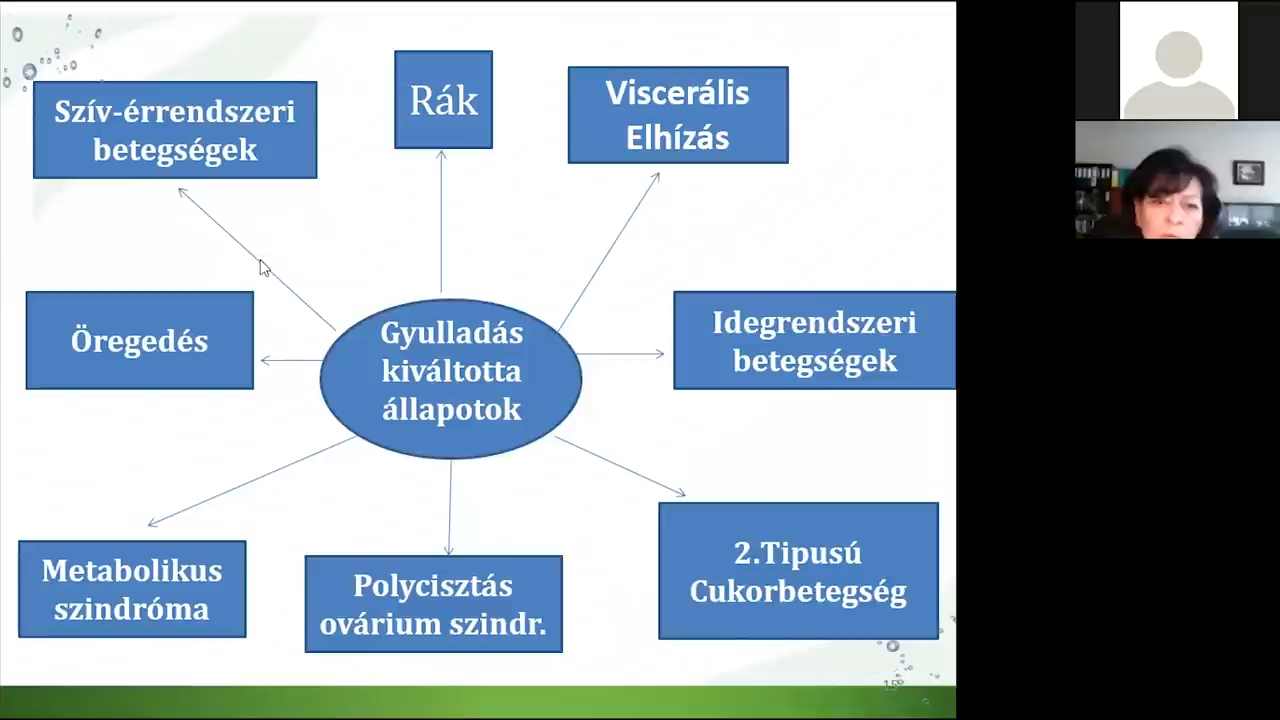 Szív-érrendszeri
betegségek
Rák
Viscerális
Elhízás
Öregedés
Gyulladás
kiváltotta
állapotok
Idegrendszeri
betegségek
Metabolikus
szindróma
Polycisztás
ovárium szindr.
2.Tipusú
Cukorbetegség